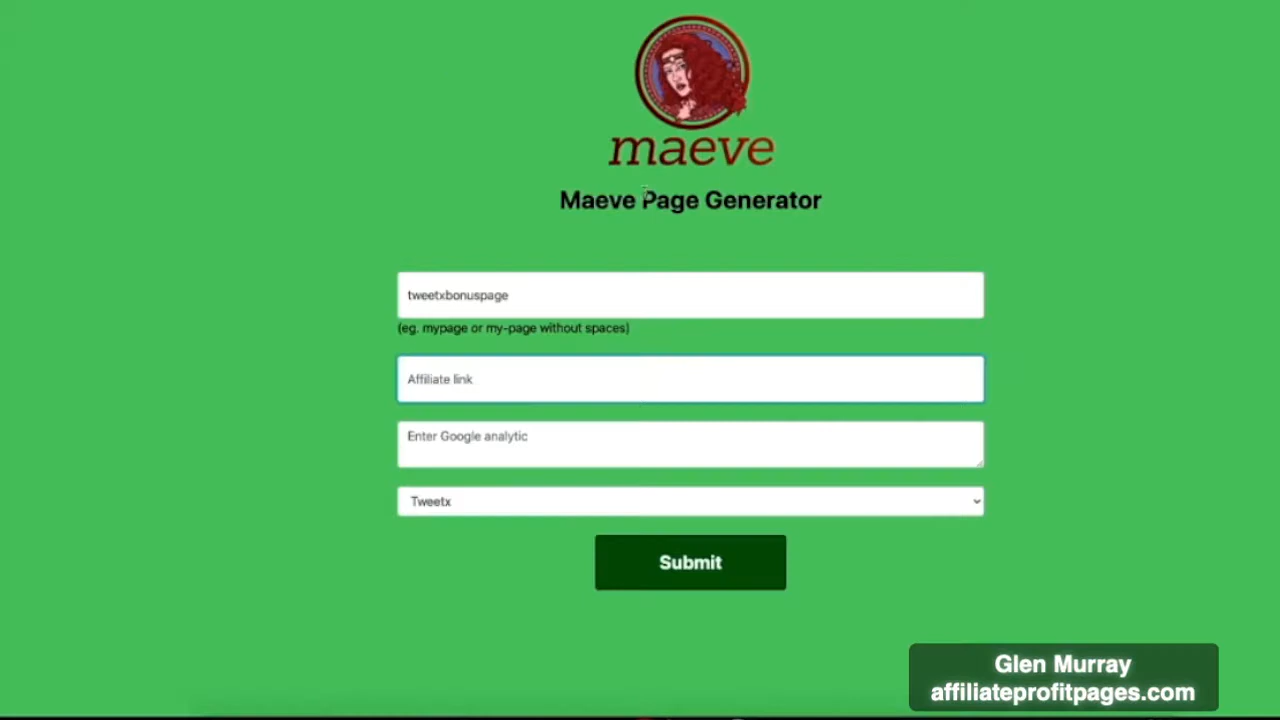 maeve
Maeve Page Generator
tweetxbonuspage
(eg. mypage or my-page without spaces)
Affiliate link
Enter Google analytic
Tweetx
Submit
Glen Murray
affiliateprofitpages.com